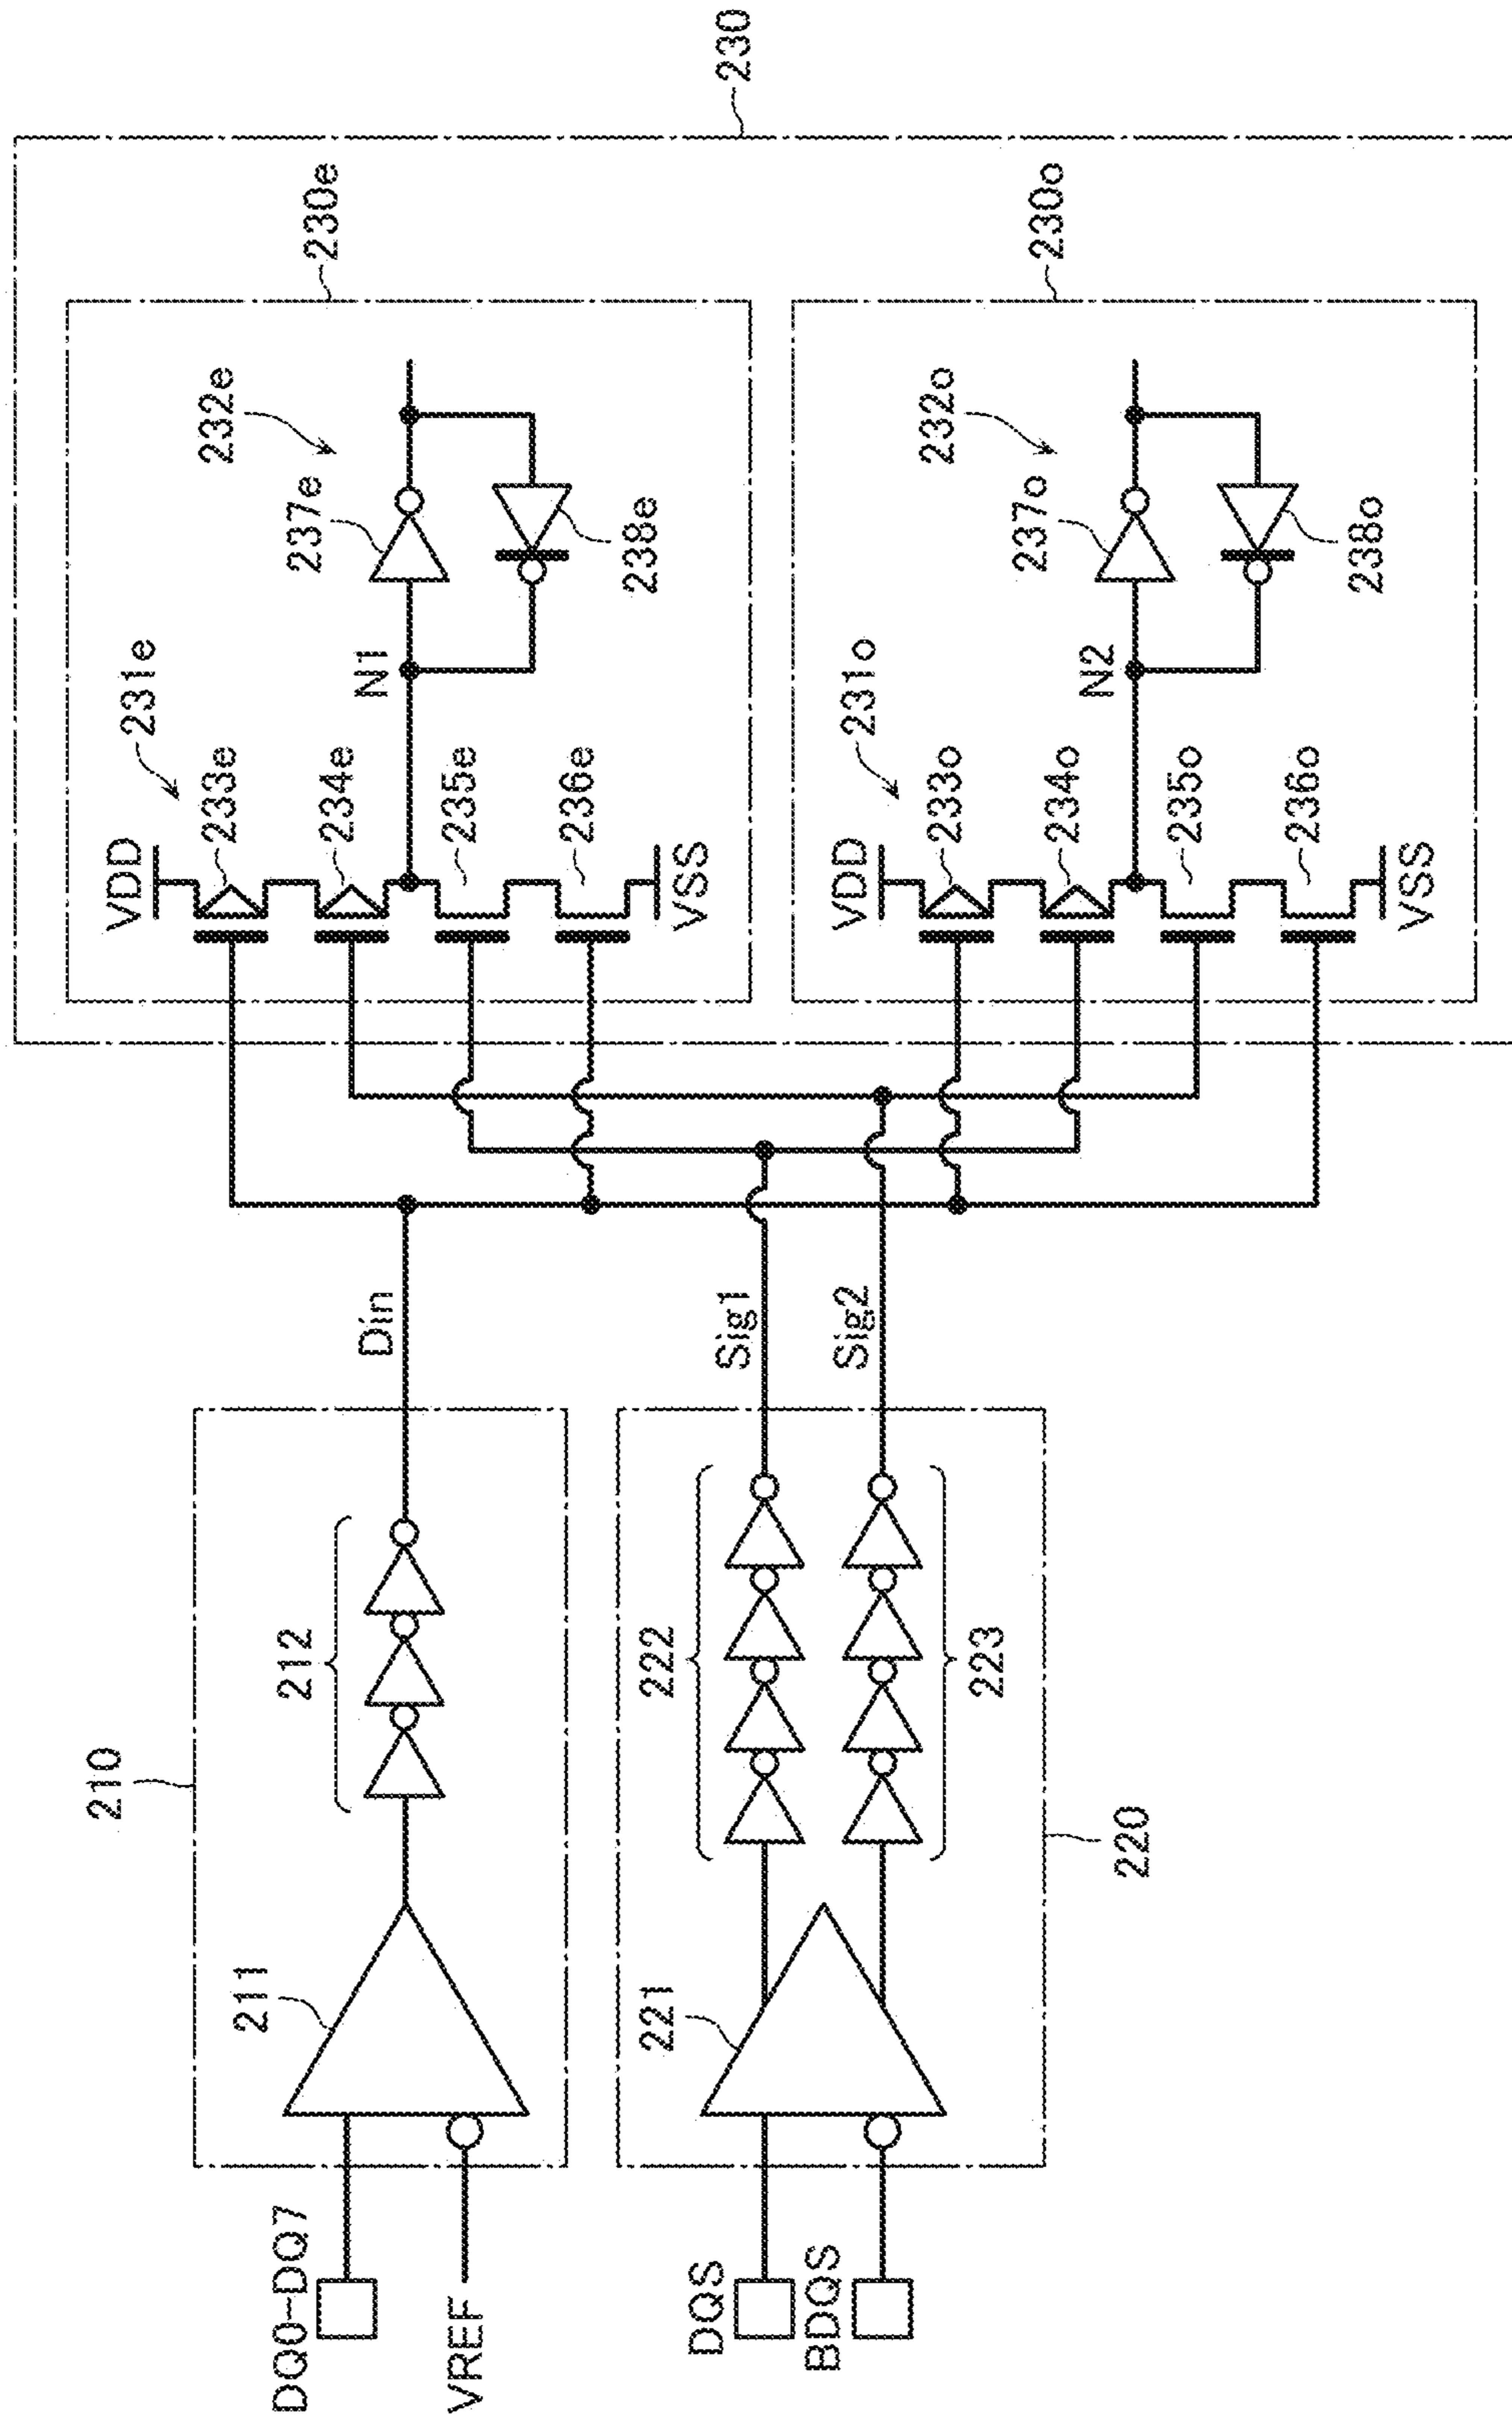 230
230e
232e
237e
238e
231e
N1
VDD
233e
234e
235e
236e
VSS
230o
232o
237o
238o
231o
N2
VDD
233o
234o
235o
236o
VSS
Din
Sig1
Sig2
210
212
211
DQ0-DQ7
VREF
222
223
220
221
DQS
BDQS